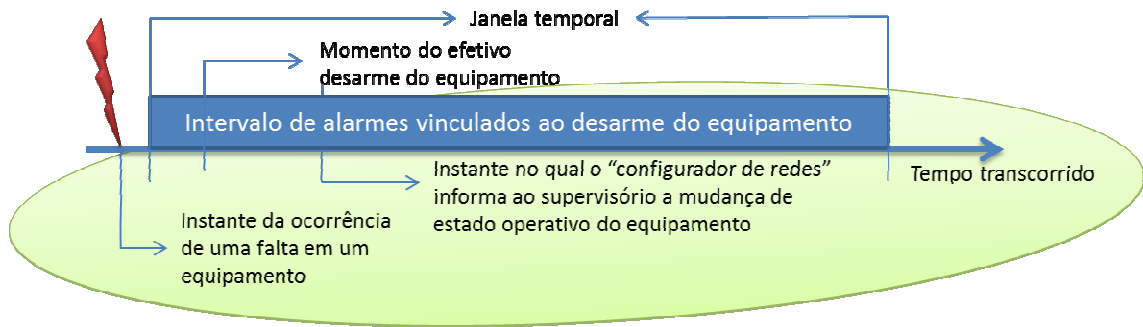 Janela temporal
Momento do efetivo
desarme do equipamento
Intervalo de alarmes vinculados ao desarme do equipamento
Tempo transcorrido
Instante no qual o “configurador de redes”
informa ao supervisório a mudança de
estado operativo do equipamento
Instante da ocorrência
de uma falta em um
equipamento